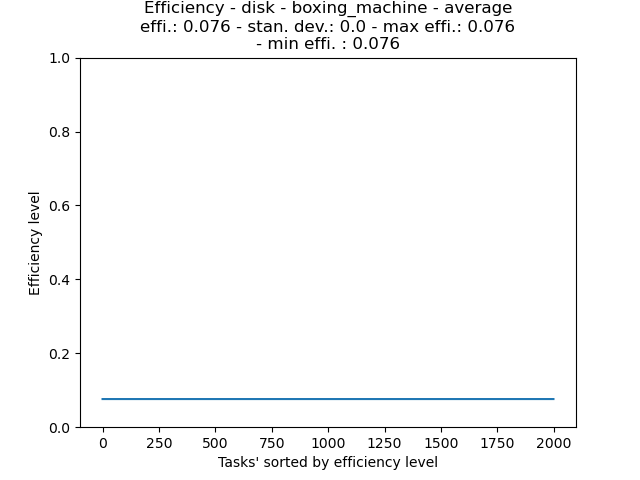 Efficiency - disk - boxing_machine - average
effi.: 0.076 - stan. dev.: 0.0 - max effi.: 0.076
- min effi. : 0.076
1.0
0.8
0.6
0.4
0.2
0.0
Efficiency level
0 250 500 750 1000 1250 1500 1750 2000
Tasks' sorted by efficiency level